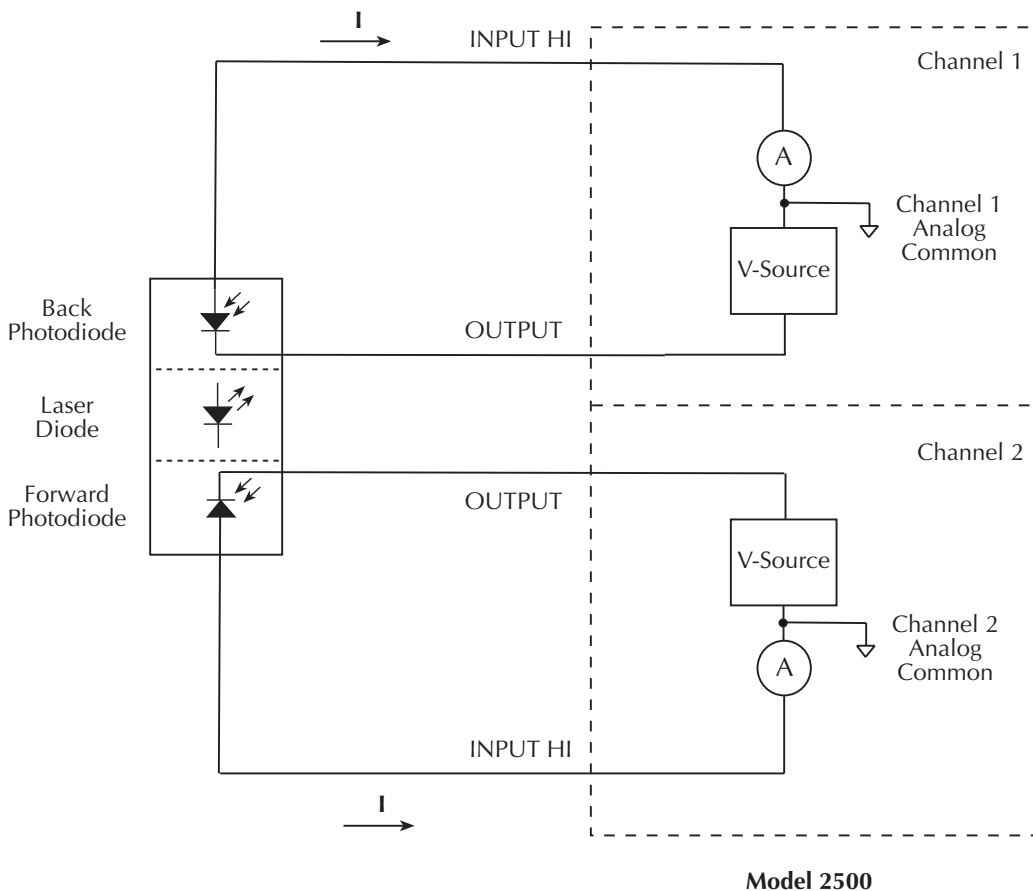 I
INPUT HI
Channel 1
A
Channel 1
Analog
Common
V-Source
Back
Photodiode
OUTPUT
Laser
Diode
Channel 2
Forward
Photodiode
OUTPUT
V-Source
Channel 2
Analog
Common
A
INPUT HI
I
Model 2500